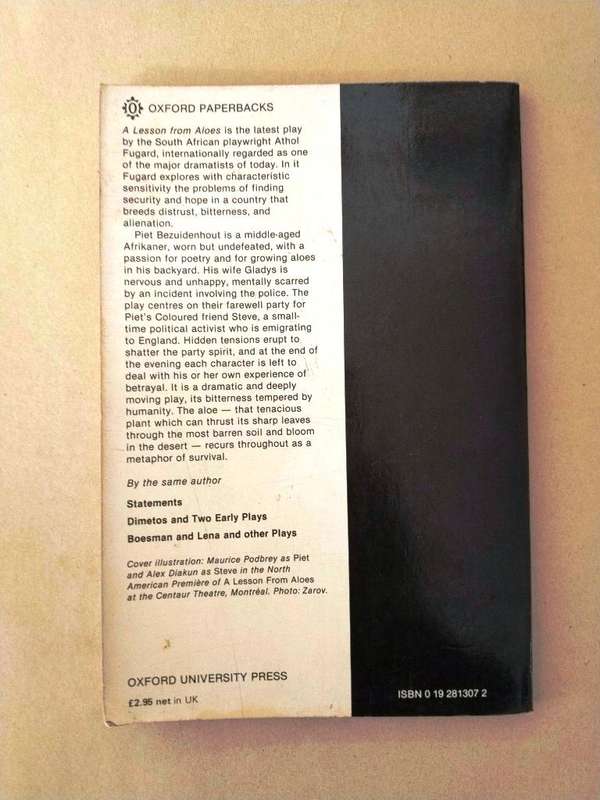 OXFORD PAPERBACKS
A Lesson from Aloes is the latest play
by the South African playwright Athol
Fugard, internationally regarded as one
of the major dramatists of today. In it
Fugard explores with characteristic
sensitivity the problems of finding
security and hope in a country that
breeds distrust, bitterness, and
alienation.
Piet Bezuidenhout is a middle-aged
Afrikaner, worn but undefeated, with a
passion for poetry and for growing aloes
in his backyard. His wife Gladys is
nervous and unhappy, mentally scarred
by an incident involving the police. The
play centres on their farewell party for
Piet's Coloured friend Steve, a small-
time political activist who is emigrating
to England. Hidden tensions erupt to
shatter the party spirit, and at the end of
the evening each character is left to
deal with his or her own experience of
betrayal. It is a dramatic and deeply
moving play, its bitterness tempered by
humanity. The aloe — that tenacious
plant which can thrust its sharp leaves
through the most barren soil and bloom
in the desert — recurs throughout as a
metaphor of survival.
By the same author
Statements
Dimetos and Two Early Plays
Boesman and Lena and other Plays
Cover illustration: Maurice Podbrey as Piet
and Alex Diakun as Steve in the North
American Première of A Lesson From Aloes
at the Centaur Theatre, Montréal. Photo: Zarov.
OXFORD UNIVERSITY PRESS
£2.95 net in UK
ISBN 0 19 281307 2